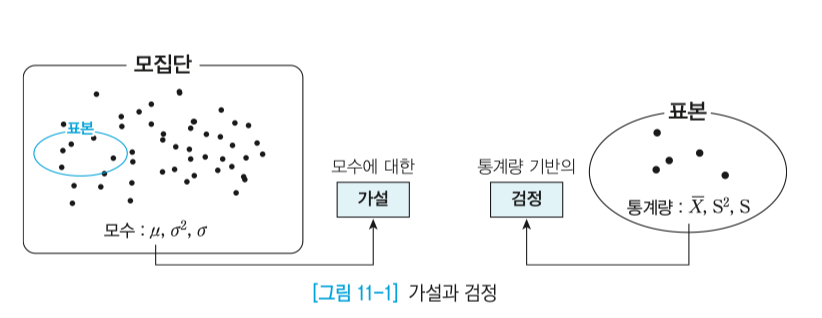 모집단
표본
모수 : μ, σ², σ
모수에 대한
가설
통계량 기반의
검정
표본
통계량 : X̅, S², S
[그림 11-1] 가설과 검정